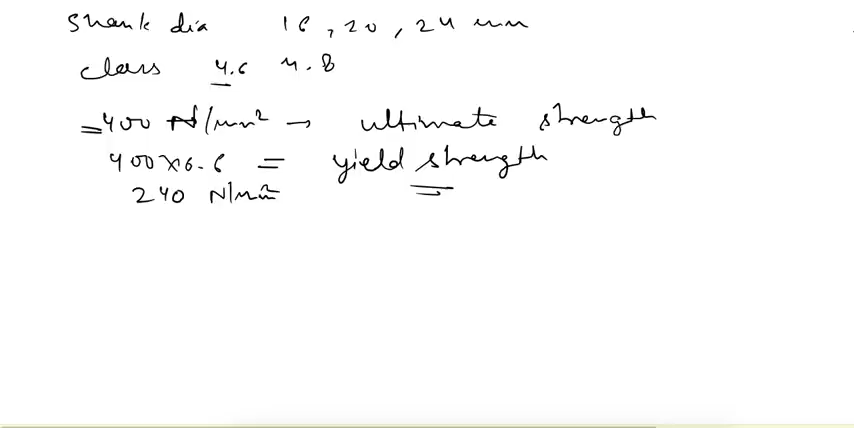 Shank dia 16, 20, 24 mm
class 4.6 4.8
=400 N/mm² → ultimate strength
400×0.6 = yield strength
240 N/mm²